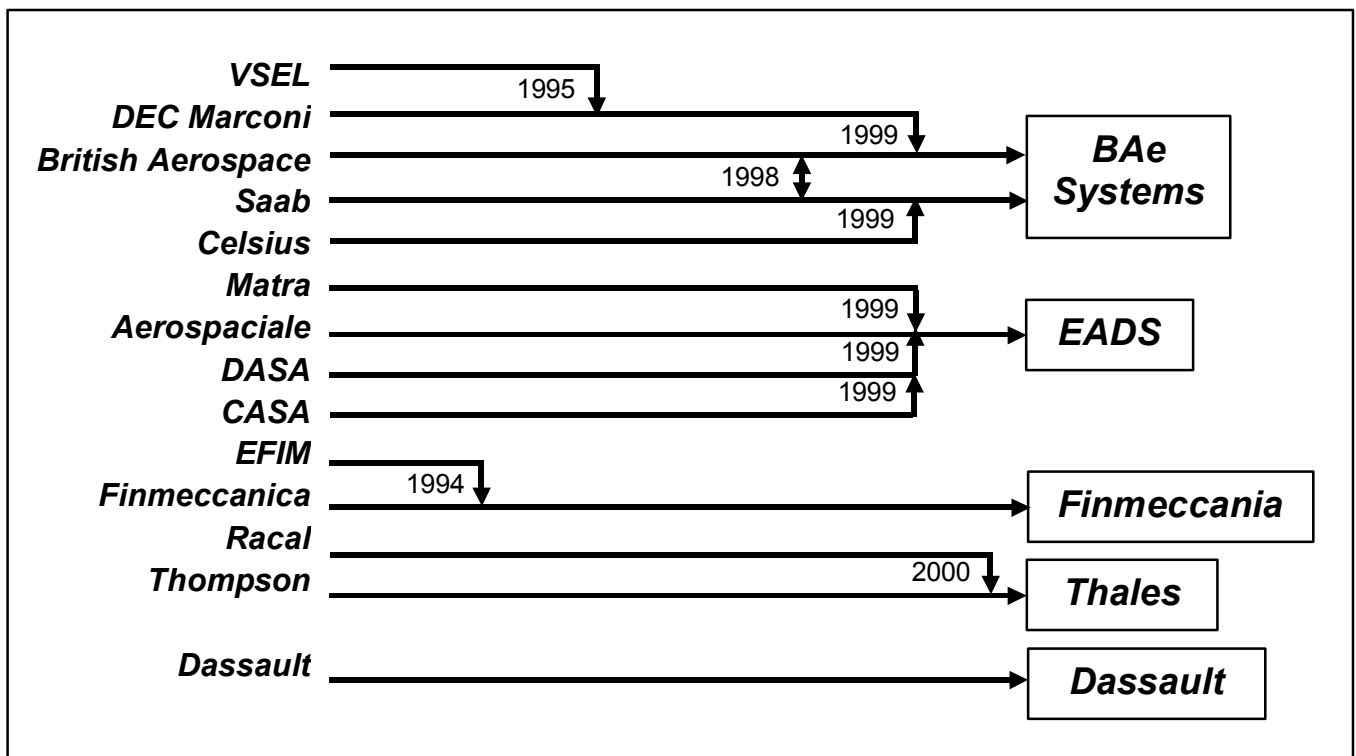 VSEL
1995
DEC Marconi
1999
British Aerospace
BAe
Systems
1998
Saab
1999
Celsius
Matra
1999
Aerospaciale
EADS
1999
DASA
1999
CASA
EFIM
1994
Finmeccanica
Finmeccania
Racal
2000
Thompson
Thales
Dassault
Dassault